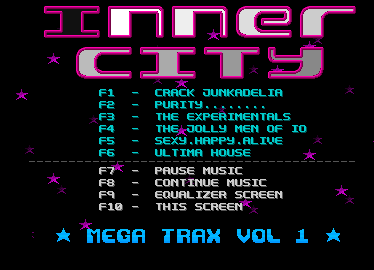 INNER
CITY
F1 - CRACK JUNKADELIA
F2 - PURITY........
F3 - THE EXPERIMENTALS
F4 - THE JOLLY MEN OF IO
F5 - SEXY.HAPPY.ALIVE
F6 - ULTIMA HOUSE
F7 - PAUSE MUSIC
F8 - CONTINUE MUSIC
F9 - EQUALIZER SCREEN
F10 - THIS SCREEN
★ MEGA TRAX VOL 1 ★